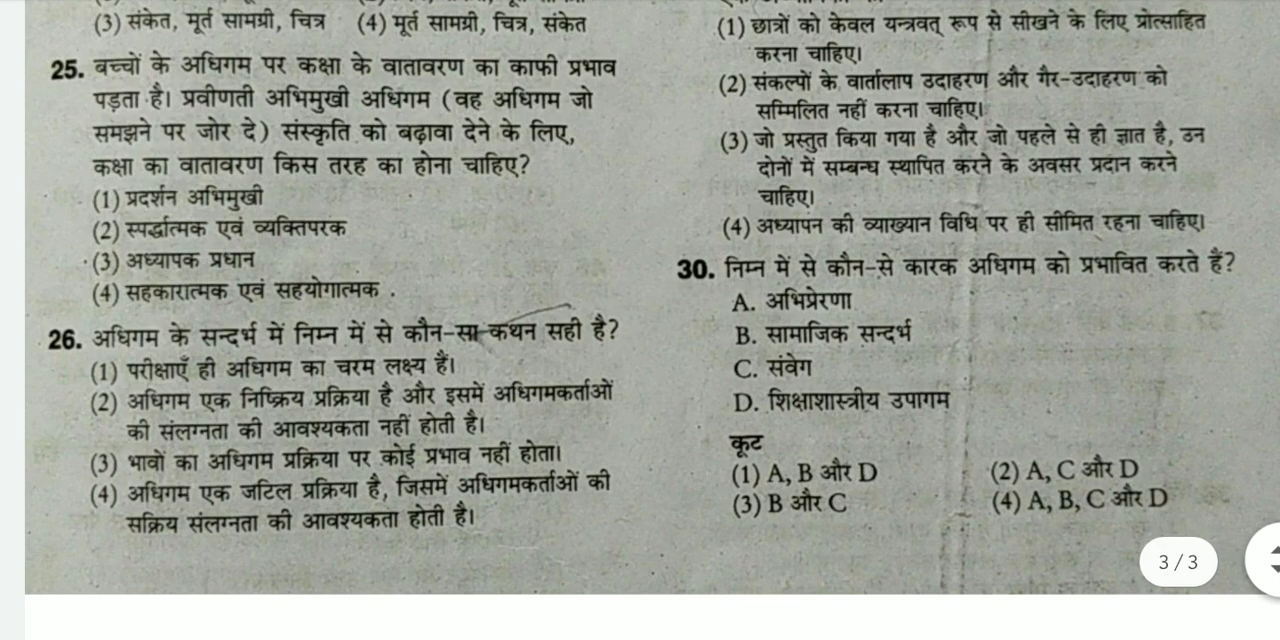 (3) संकेत, मूर्त सामग्री, चित्र (4) मूर्त सामग्री, चित्र, संकेत
25. बच्चों के अधिगम पर कक्षा के वातावरण का काफी प्रभाव
पड़ता है। प्रवीणती अभिमुखी अधिगम (वह अधिगम जो
समझने पर जोर दे) संस्कृति को बढ़ावा देने के लिए,
कक्षा का वातावरण किस तरह का होना चाहिए?
(1) प्रदर्शन अभिमुखी
(2) स्पर्द्धात्मक एवं व्यक्तिपरक
(3) अध्यापक प्रधान
(4) सहकारात्मक एवं सहयोगात्मक
26. अधिगम के सन्दर्भ में निम्न में से कौन-सा कथन सही है?
(1) परीक्षाएँ ही अधिगम का चरम लक्ष्य हैं।
(2) अधिगम एक निष्क्रिय प्रक्रिया है और इसमें अधिगमकर्ताओं
की संलग्नता की आवश्यकता नहीं होती है।
(3) भावों का अधिगम प्रक्रिया पर कोई प्रभाव नहीं होता।
(4) अधिगम एक जटिल प्रक्रिया है, जिसमें अधिगमकर्ताओं की
सक्रिय संलग्नता की आवश्यकता होती है।
(1) छात्रों को केवल यन्त्रवत् रूप से सीखने के लिए प्रोत्साहित
करना चाहिए।
(2) संकल्पों के वार्तालाप उदाहरण और गैर-उदाहरण को
सम्मिलित नहीं करना चाहिए।
(3) जो प्रस्तुत किया गया है और जो पहले से ही ज्ञात है, उन
दोनों में सम्बन्ध स्थापित करने के अवसर प्रदान करने
चाहिए।
(4) अध्यापन की व्याख्यान विधि पर ही सीमित रहना चाहिए।
30. निम्न में से कौन-से कारक अधिगम को प्रभावित करते हैं?
A. अभिप्रेरणा
B. सामाजिक सन्दर्भ
C. संवेग
D. शिक्षाशास्त्रीय उपागम
कूट
(1) A, B और D (2) A, C और D
(3) B और C (4) A, B, C और D
3 / 3